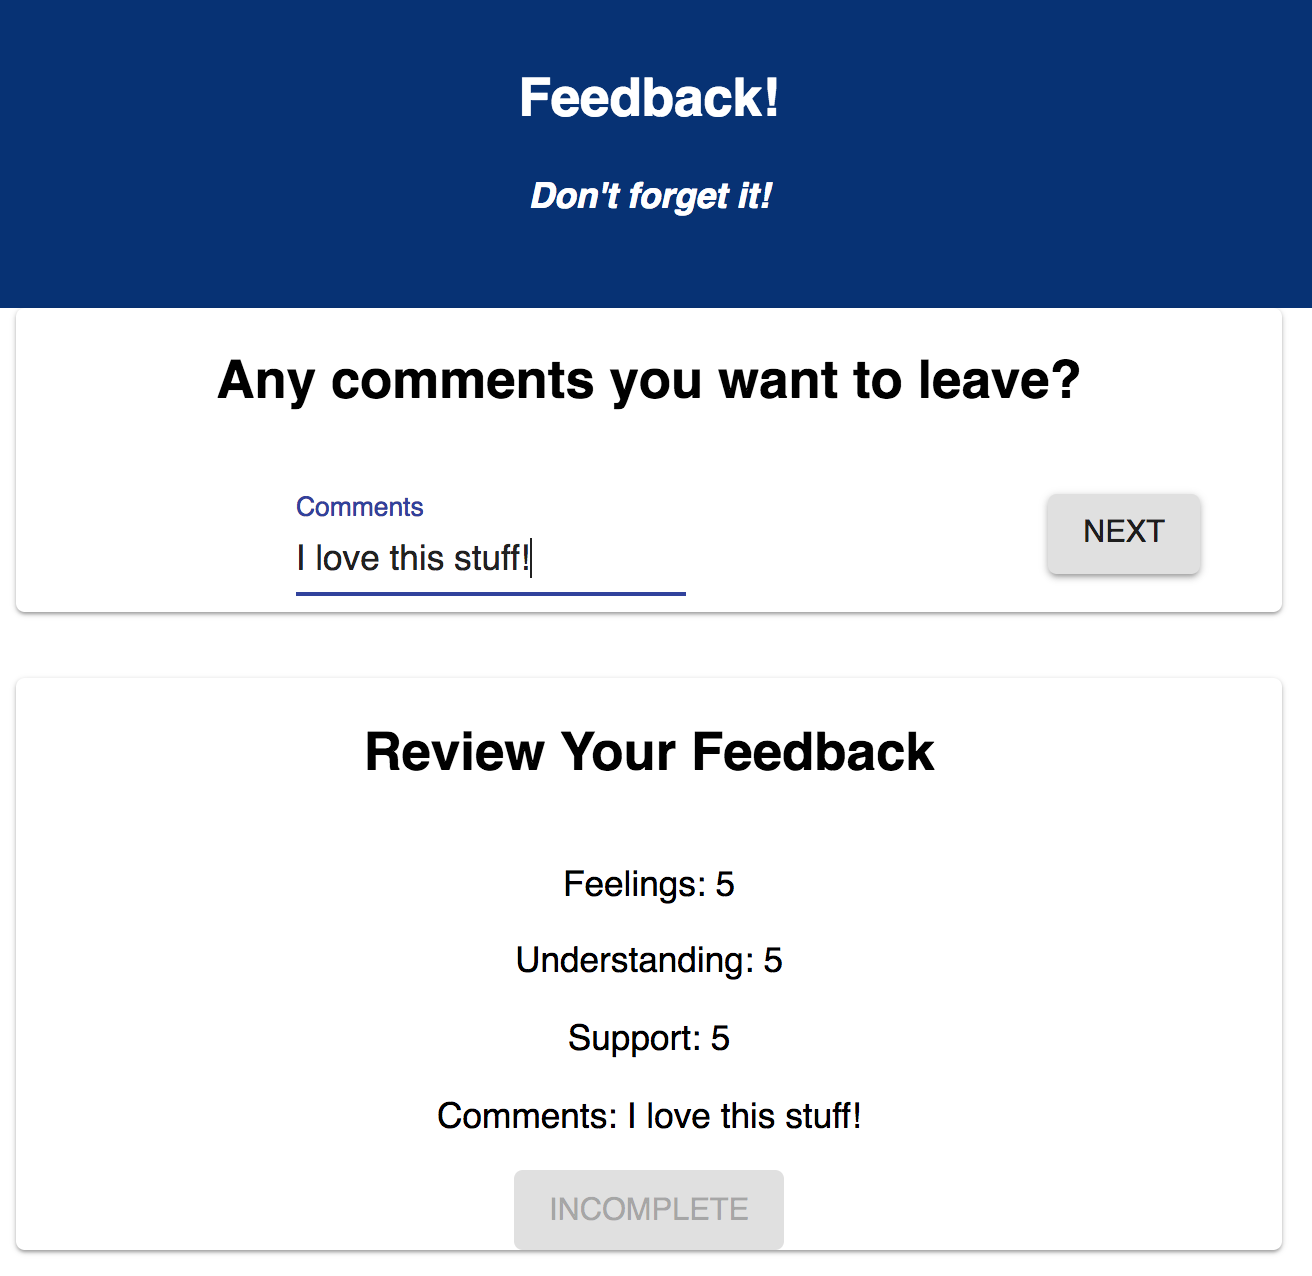 Feedback!
Don't forget it!
Any comments you want to leave?
Comments
I love this stuff!
NEXT
Review Your Feedback
Feelings: 5
Understanding: 5
Support: 5
Comments: I love this stuff!
INCOMPLETE